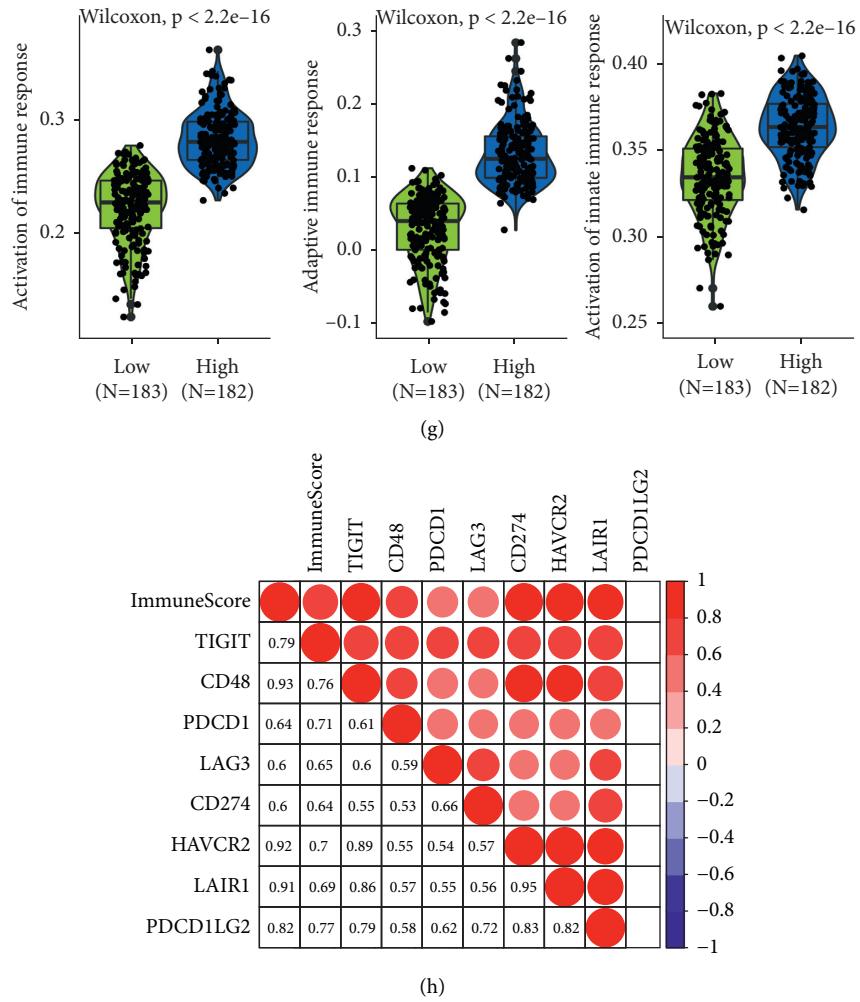 Wilcoxon, p < 2.2e−16
Activation of immune response
0.3
0.2
Low
(N=183)
High
(N=182)
Wilcoxon, p < 2.2e−16
Adaptive immune response
0.3
0.2
0.1
0.0
−0.1
Low
(N=183)
High
(N=182)
Wilcoxon, p < 2.2e−16
Activation of innate immune response
0.40
0.35
0.30
0.25
Low
(N=183)
High
(N=182)
(g)
ImmuneScore
TIGIT
CD48
PDCD1
LAG3
CD274
HAVCR2
LAIR1
PDCD1LG2
ImmuneScore
TIGIT 0.79
CD48 0.93 0.76
PDCD1 0.64 0.71 0.61
LAG3 0.6 0.65 0.6 0.59
CD274 0.6 0.64 0.55 0.53 0.66
HAVCR2 0.92 0.7 0.89 0.55 0.54 0.57
LAIR1 0.91 0.69 0.86 0.57 0.55 0.56 0.95
PDCD1LG2 0.82 0.77 0.79 0.58 0.62 0.72 0.83 0.82
1
0.8
0.6
0.4
0.2
0
−0.2
−0.4
−0.6
−0.8
−1
(h)